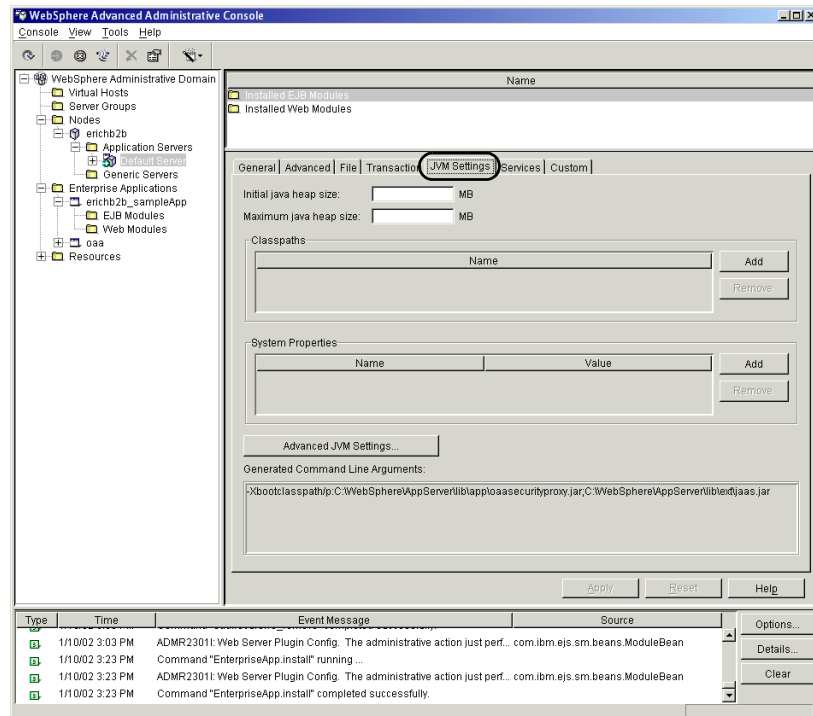 WebSphere Advanced Administrative Console
Console View Tools Help
WebSphere Administrative Domain
Virtual Hosts
Server Groups
Nodes
erichb2b
Application Servers
Default Server
Generic Servers
Enterprise Applications
erichb2b_sampleApp
EJB Modules
Web Modules
oaa
Resources
Name
Installed EJB Modules
Installed Web Modules
General Advanced File Transaction JVM Settings Services Custom
Initial java heap size: MB
Maximum java heap size: MB
Classpaths
Name
Add
Remove
System Properties
Name Value
Add
Remove
Advanced JVM Settings...
Generated Command Line Arguments:
-Xbootclasspath/p:C:\WebSphere\AppServer\lib\app\oaasecurityproxy.jar;C:\WebSphere\AppServer\lib\ext\jaas.jar
Apply Reset Help
Type Time Event Message Source
1/10/02 3:03 PM ADMR2301I: Web Server Plugin Config. The administrative action just perf... com.ibm.ejs.sm.beans.ModuleBean
1/10/02 3:23 PM Command "EnterpriseApp.install" running ...
1/10/02 3:23 PM ADMR2301I: Web Server Plugin Config. The administrative action just perf... com.ibm.ejs.sm.beans.ModuleBean
1/10/02 3:23 PM Command "EnterpriseApp.install" completed successfully.
Options...
Details...
Clear